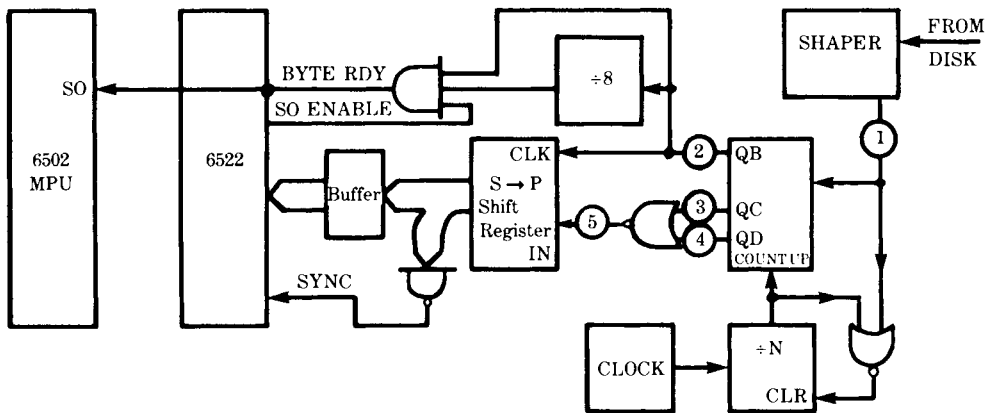 SHAPER
FROM
DISK
BYTE RDY
÷8
SO
SO ENABLE
1
6502
MPU
6522
CLK
2
QB
Buffer
S → P
Shift
Register
IN
5
3
QC
4
QD
COUNT UP
SYNC
CLOCK
÷N
CLR